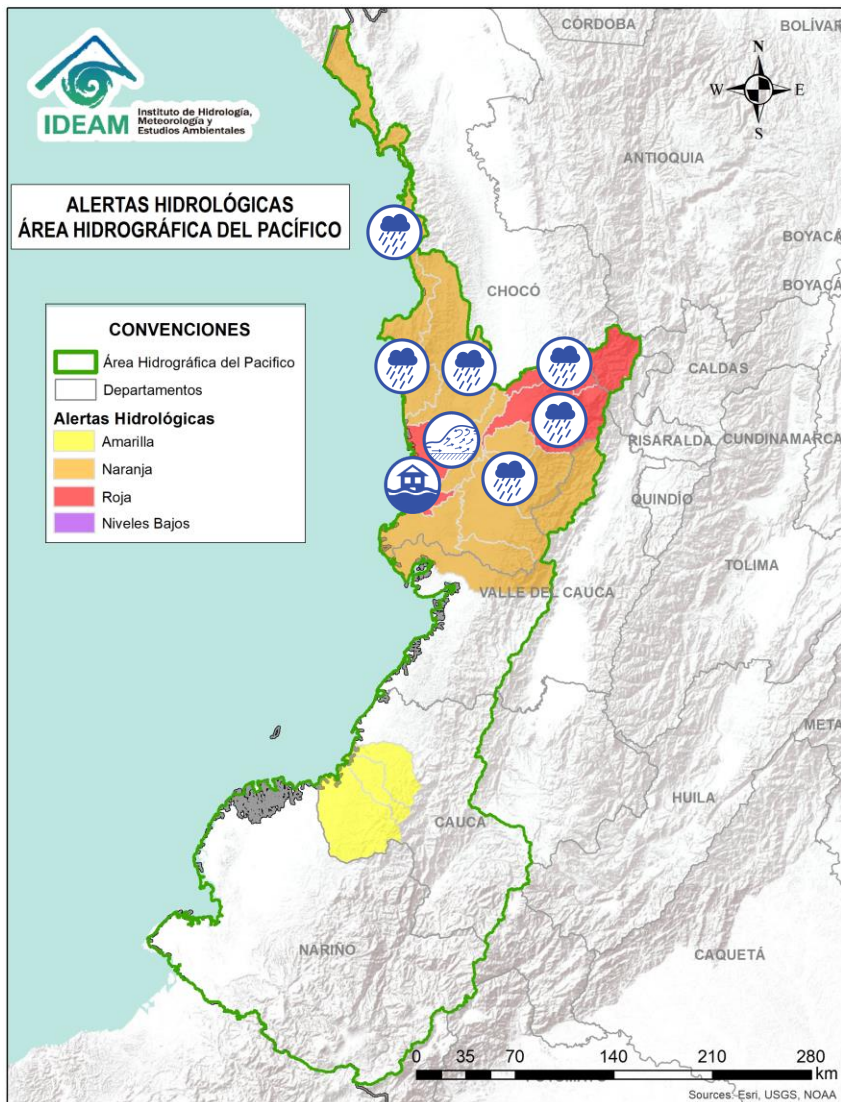 CÓRDOBA
BOLÍVAR
IDEAM
Instituto de Hidrología,
Meteorología y
Estudios Ambientales
N
W
E
S
ANTIOQUIA
ALERTAS HIDROLÓGICAS
ÁREA HIDROGRÁFICA DEL PACÍFICO
BOYACÁ
BOYACÁ
CHOCÓ
CONVENCIONES
Área Hidrográfica del Pacifico
Departamentos
Alertas Hidrológicas
Amarilla
Naranja
Roja
Niveles Bajos
CALDAS
RISARALDA
CUNDINAMARCA
QUINDÍO
TOLIMA
VALLE DEL CAUCA
META
HUILA
CAUCA
NARIÑO
CAQUETÁ
0 35 70 140 210 280
km
Sources: Esri, USGS, NOAA